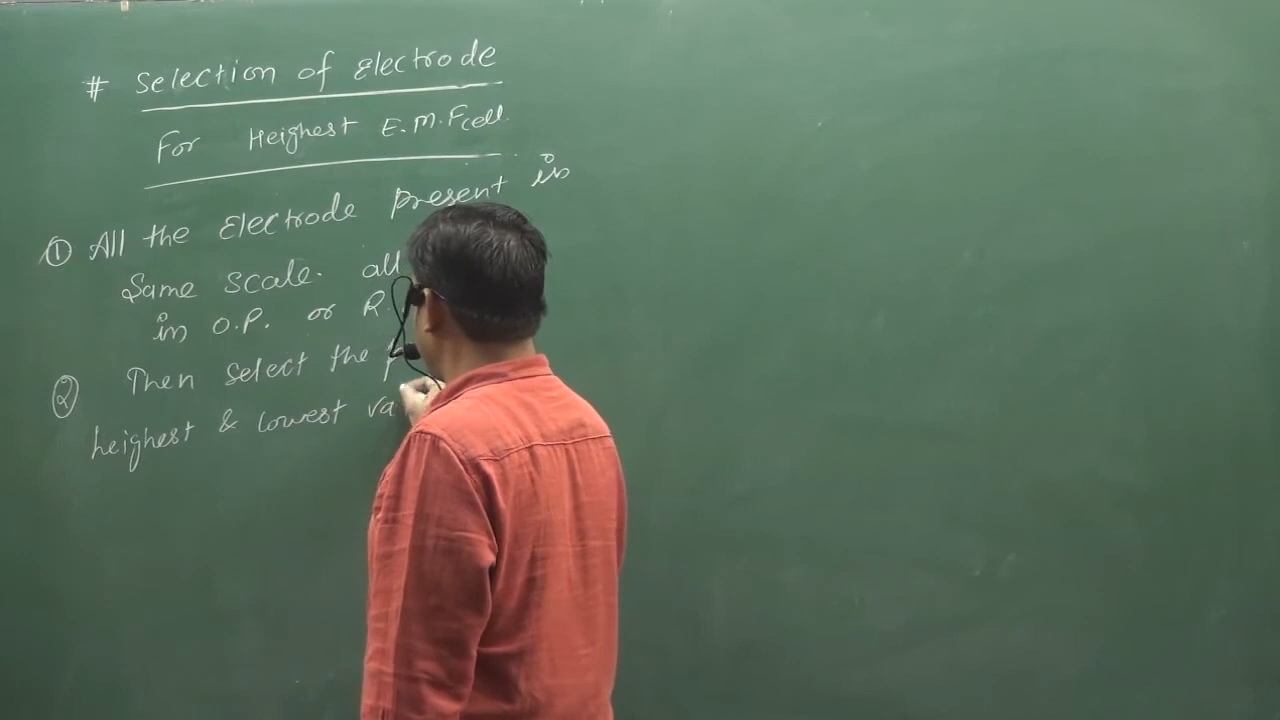 # Selection of Electrode
For Heighest E.M.Fcell.
① All the Electrode present in
Same scale. all
in O.P. or R.
② Then select the
heighest & lowest va